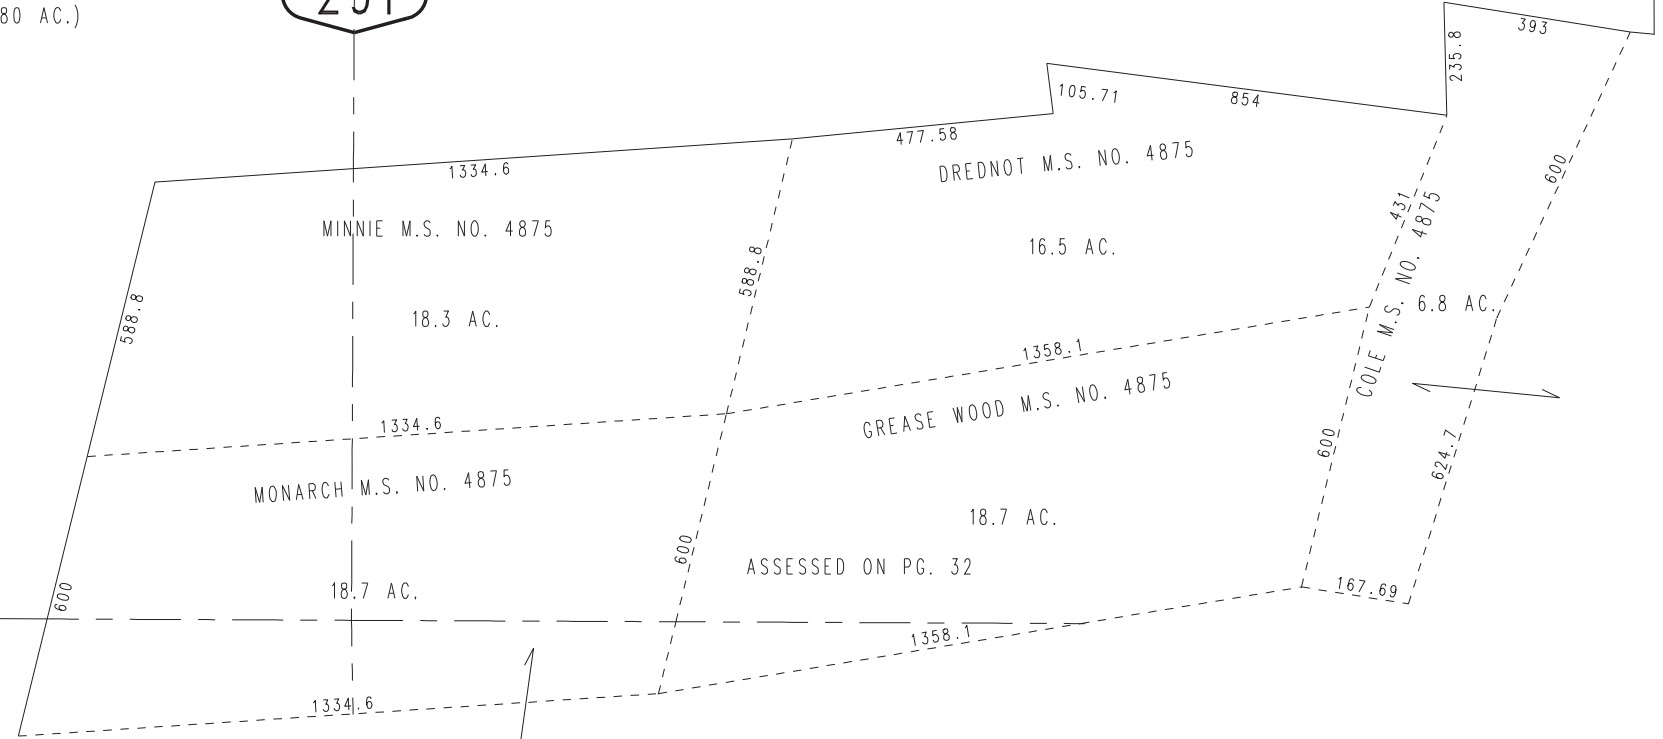 80 AC.)
393
235.8
105.71
854
477.58
1334.6
DREDNOT M.S. NO. 4875
600
431
MINNIE M.S. NO. 4875
16.5 AC.
588.8
588.8
18.3 AC.
COLE M.S. NO. 4875
6.8 AC.
1358.1
1334.6
GREASE WOOD M.S. NO. 4875
600
624.7
MONARCH M.S. NO. 4875
18.7 AC.
600
ASSESSED ON PG. 32
600
18.7 AC.
167.69
1358.1
1334.6